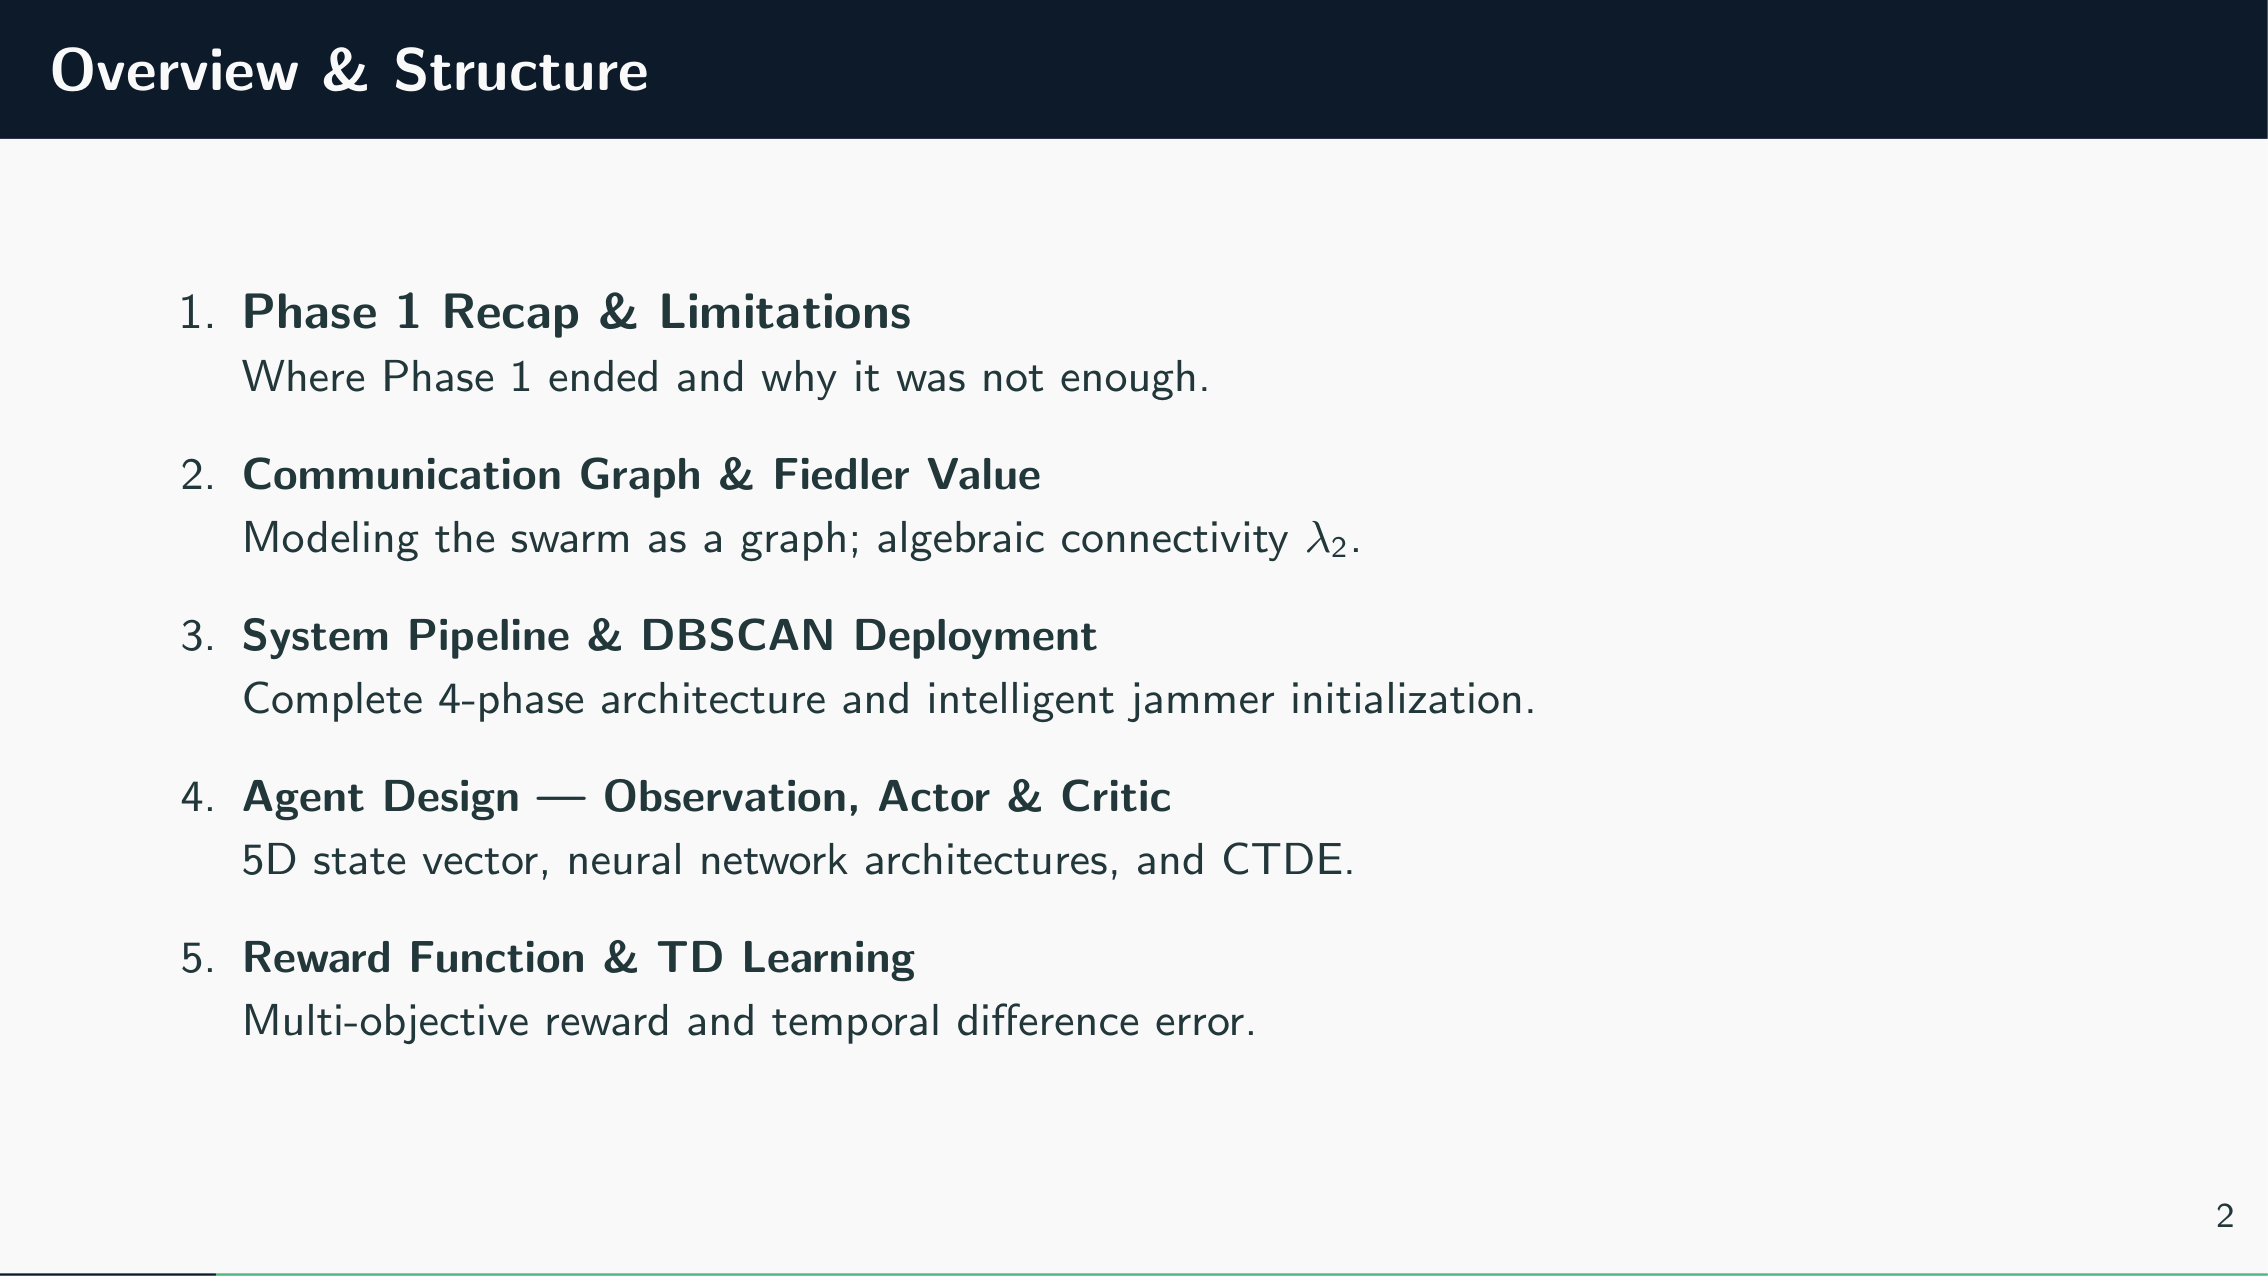 Overview & Structure
1. Phase 1 Recap & Limitations
Where Phase 1 ended and why it was not enough.
2. Communication Graph & Fiedler Value
Modeling the swarm as a graph; algebraic connectivity λ₂.
3. System Pipeline & DBSCAN Deployment
Complete 4-phase architecture and intelligent jammer initialization.
4. Agent Design — Observation, Actor & Critic
5D state vector, neural network architectures, and CTDE.
5. Reward Function & TD Learning
Multi-objective reward and temporal difference error.
2